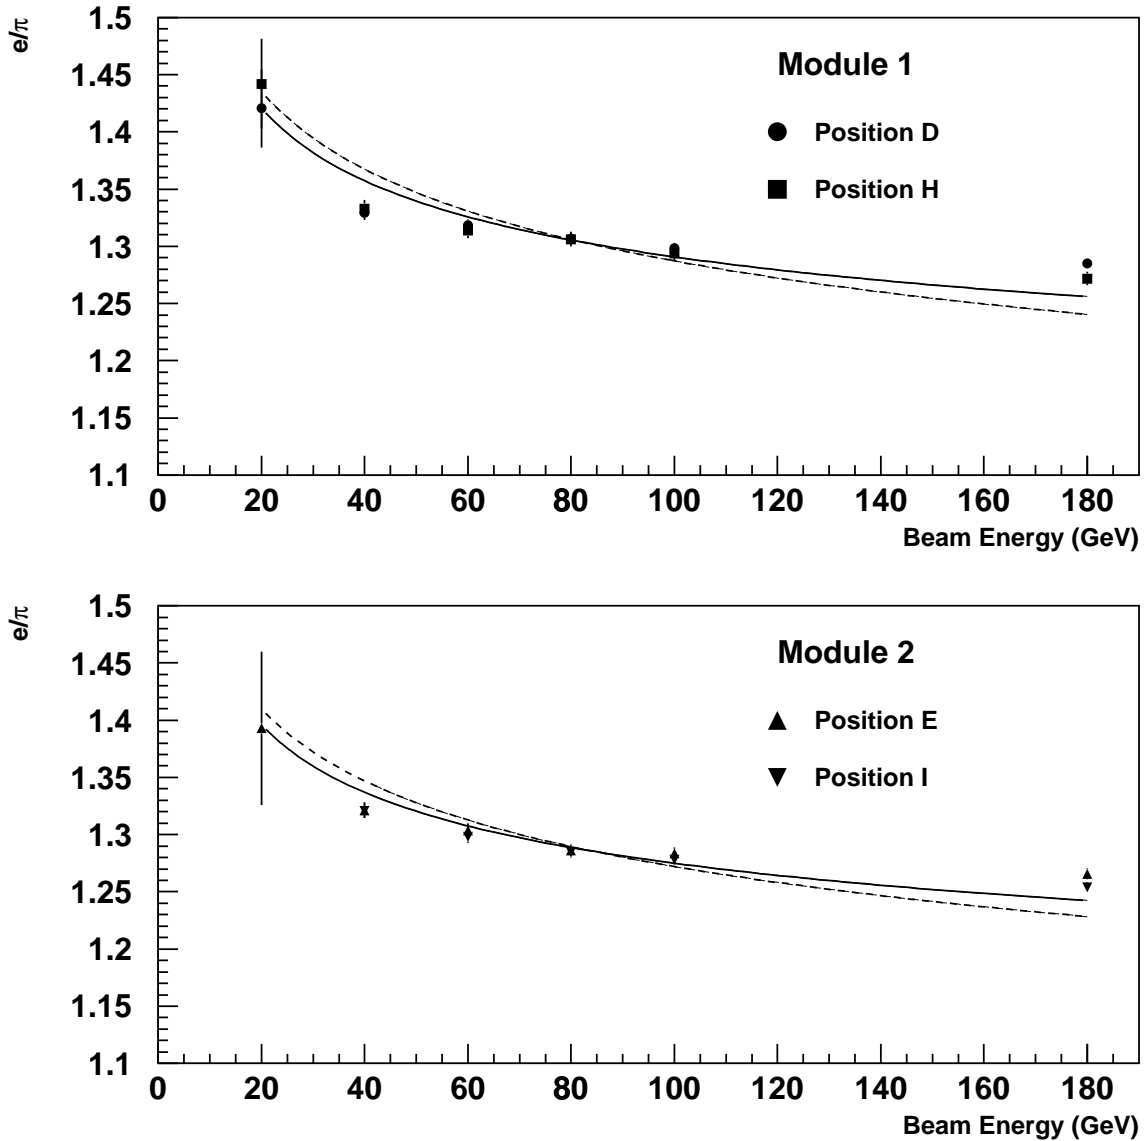 e/π
1.5
1.45
1.4
1.35
1.3
1.25
1.2
1.15
1.1
Module 1
Position D
Position H
0 20 40 60 80 100 120 140 160 180
Beam Energy (GeV)
e/π
1.5
1.45
1.4
1.35
1.3
1.25
1.2
1.15
1.1
Module 2
Position E
Position I
0 20 40 60 80 100 120 140 160 180
Beam Energy (GeV)